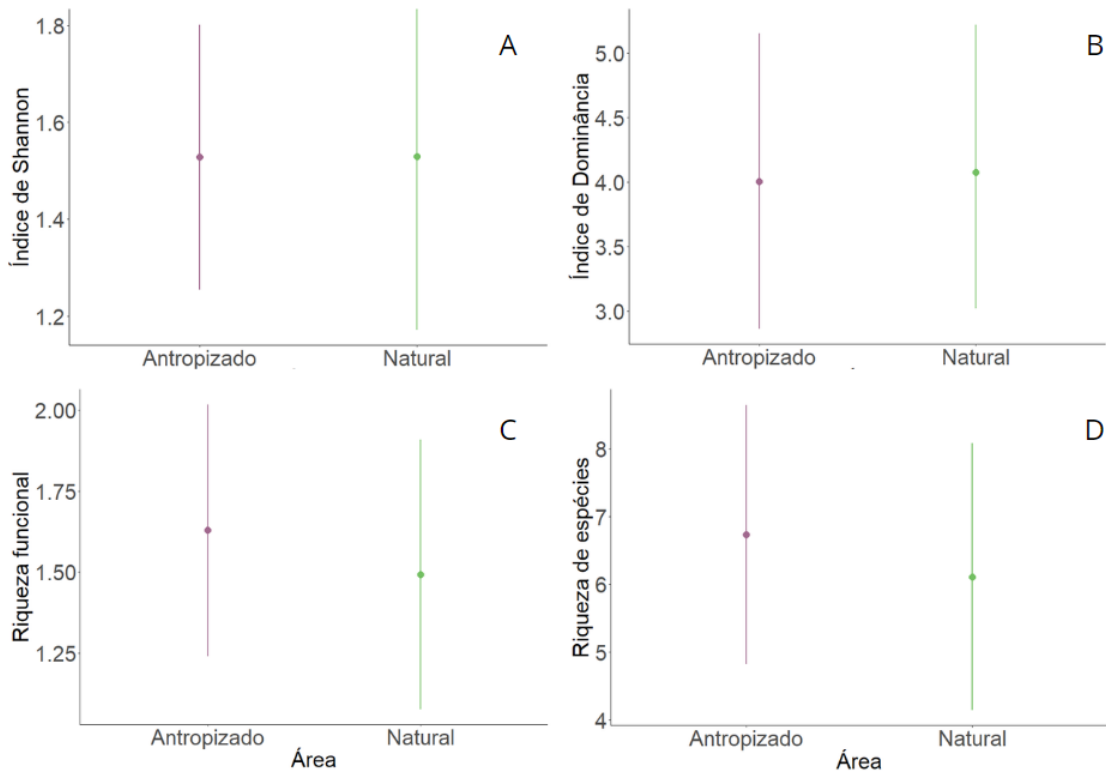 A
Índice de Shannon
1.8
1.6
1.4
1.2
Antropizado Natural
B
Índice de Dominância
5.0
4.5
4.0
3.5
3.0
Antropizado Natural
C
Riqueza funcional
2.00
1.75
1.50
1.25
Antropizado Natural
Área
D
Riqueza de espécies
8
7
6
5
4
Antropizado Natural
Área